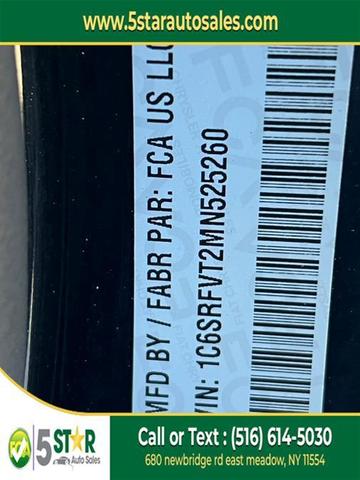 https://www.5starautosales.com/
MFD BY / FABR PAR: FCA US LLC
VIN: 1C6SRFVT2MN525260
5 STAR
Auto Sales
Call or Text : (516) 614-5030
680 newbridge rd east meadow, NY 11554